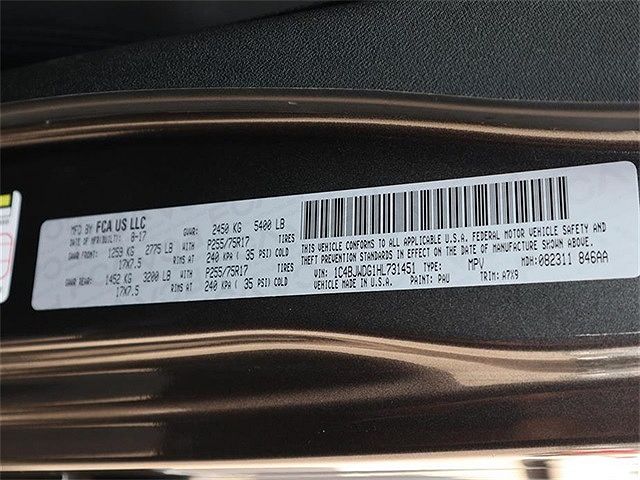 MFD BY FCA US LLC GVWR: 2450 KG 5400 LB
DATE OF MFR(BUILT): 8-17 P255/75R17
GAWR FRONT: 1259 KG 2775 LB WITH TIRES
17X7.5 RIMS AT 240 KPA ( 35 PSI) COLD
GAWR REAR: 1452 KG 3200 LB WITH P255/75R17 TIRES
17X7.5 RIMS AT 240 KPA ( 35 PSI) COLD
THIS VEHICLE CONFORMS TO ALL APPLICABLE U.S.A. FEDERAL MOTOR VEHICLE SAFETY AND
THEFT PREVENTION STANDARDS IN EFFECT ON THE DATE OF MANUFACTURE SHOWN ABOVE.
VIN: 1C4BJWDG1HL731451 TYPE: MPV MDH: 082311 846AA
VEHICLE MADE IN U.S.A. PAINT: PAU TRIM: A7X9